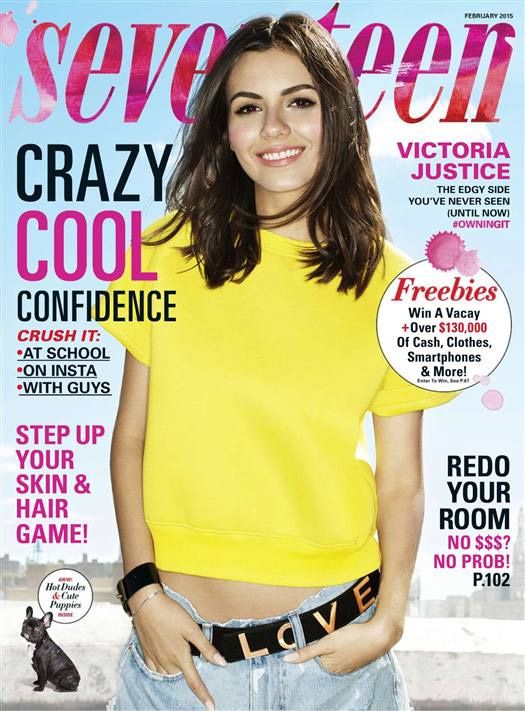 FEBRUARY 2015
seventeen
CRAZY
COOL
CONFIDENCE
CRUSH IT:
•AT SCHOOL
•ON INSTA
•WITH GUYS
STEP UP
YOUR
SKIN &
HAIR
GAME!
AWW!
Hot Dudes
& Cute
Puppies
INSIDE
VICTORIA
JUSTICE
THE EDGY SIDE
YOU'VE NEVER SEEN
(UNTIL NOW)
#OWNINGIT
Freebies
Win A Vacay
+Over $130,000
Of Cash, Clothes,
Smartphones
& More!
Enter To Win, See P.67
REDO
YOUR
ROOM
NO $$$?
NO PROB!
P.102
LOVE